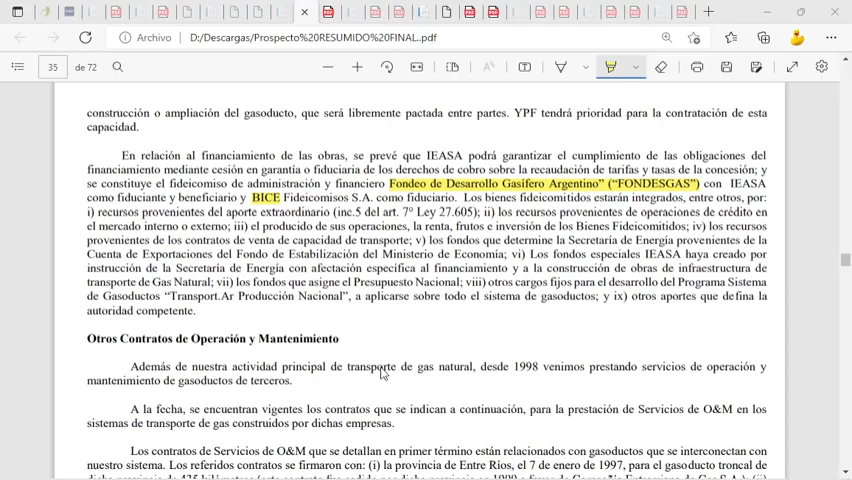 Archivo
D:/Descargas/Prospecto%20RESUMIDO%20FINAL..pdf
35 de 72
construcción o ampliación del gasoducto, que será libremente pactada entre partes. YPF tendrá prioridad para la contratación de esta
capacidad.
En relación al financiamiento de las obras, se prevé que IEASA podrá garantizar el cumplimiento de las obligaciones del
financiamiento mediante cesión en garantía o fiduciaria de los derechos de cobro sobre la recaudación de tarifas y tasas de la concesión; y
se constituye el fideicomiso de administración y financiero Fondeo de Desarrollo Gasífero Argentino” (“FONDESGAS”) con IEASA
como fiduciante y beneficiario y BICE Fideicomisos S.A. como fiduciario. Los bienes fideicomitidos estarán integrados, entre otros, por:
i) recursos provenientes del aporte extraordinario (inc.5 del art. 7° Ley 27.605); ii) los recursos provenientes de operaciones de crédito en
el mercado interno o externo; iii) el producido de sus operaciones, la renta, frutos e inversión de los Bienes Fideicomitidos; iv) los recursos
provenientes de los contratos de venta de capacidad de transporte; v) los fondos que determine la Secretaría de Energía provenientes de la
Cuenta de Exportaciones del Fondo de Estabilización del Ministerio de Economía; vi) Los fondos especiales IEASA haya creado por
instrucción de la Secretaría de Energía con afectación específica al financiamiento y a la construcción de obras de infraestructura de
transporte de Gas Natural; vii) los fondos que asigne el Presupuesto Nacional; viii) otros cargos fijos para el desarrollo del Programa Sistema
de Gasoductos “Transport.Ar Producción Nacional”, a aplicarse sobre todo el sistema de gasoductos; y ix) otros aportes que defina la
autoridad competente.
Otros Contratos de Operación y Mantenimiento
Además de nuestra actividad principal de transporte de gas natural, desde 1998 venimos prestando servicios de operación y
mantenimiento de gasoductos de terceros.
A la fecha, se encuentran vigentes los contratos que se indican a continuación, para la prestación de Servicios de O&M en los
sistemas de transporte de gas construidos por dichas empresas.
Los contratos de Servicios de O&M que se detallan en primer término están relacionados con gasoductos que se interconectan con
nuestro sistema. Los referidos contratos se firmaron con: (i) la provincia de Entre Ríos, el 7 de enero de 1997, para el gasoducto troncal de